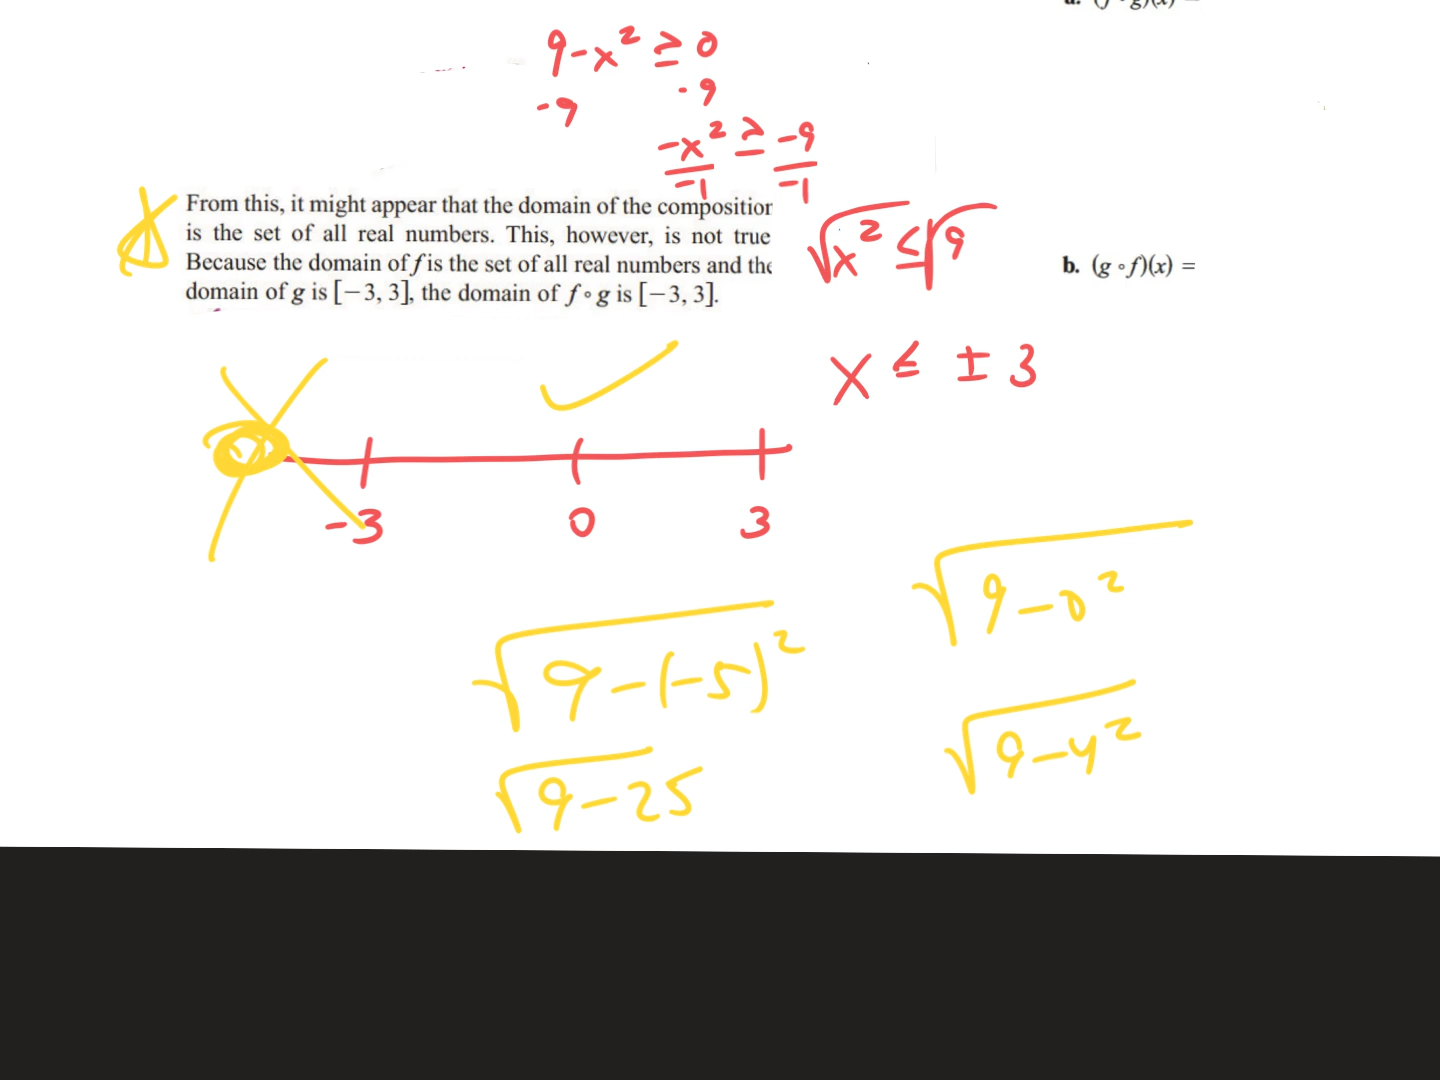 9-x² ≥ 0
-9 -9
-x² ≥ -9
-1 -1
From this, it might appear that the domain of the composition
is the set of all real numbers. This, however, is not true
Because the domain of f is the set of all real numbers and the
domain of g is [−3, 3], the domain of f ∘ g is [−3, 3].
√x² ≤ √9
b. (g ∘ f)(x) =
x ≤ ± 3
-3 0 3
√9-0²
√9-(-5)²
√9-4²
√9-25